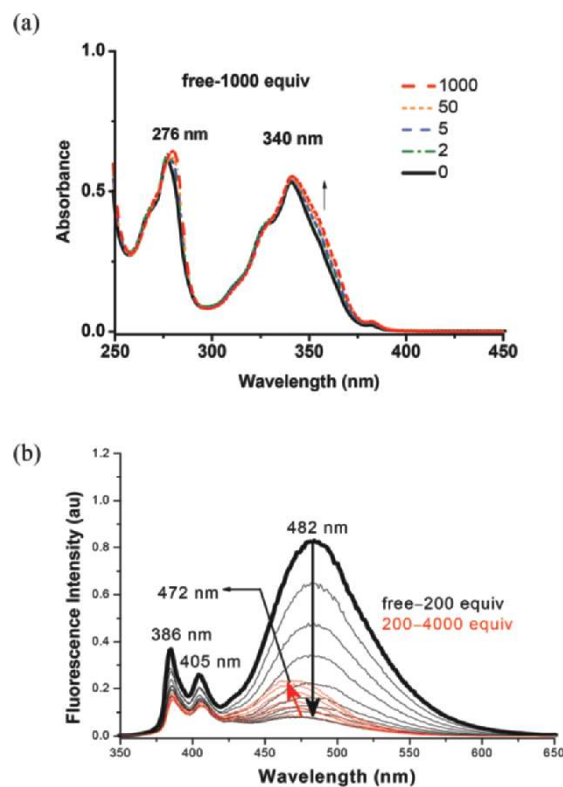 (a)
1.0
free-1000 equiv
1000
50
5
2
0
276 nm
340 nm
0.5
0.0
Absorbance
250
300
350
400
450
Wavelength (nm)
(b)
1.2
1.0
0.8
0.6
0.4
0.2
0.0
Fluorescence Intensity (au)
482 nm
472 nm
free–200 equiv
200–4000 equiv
386 nm
405 nm
350
400
450
500
550
600
650
Wavelength (nm)